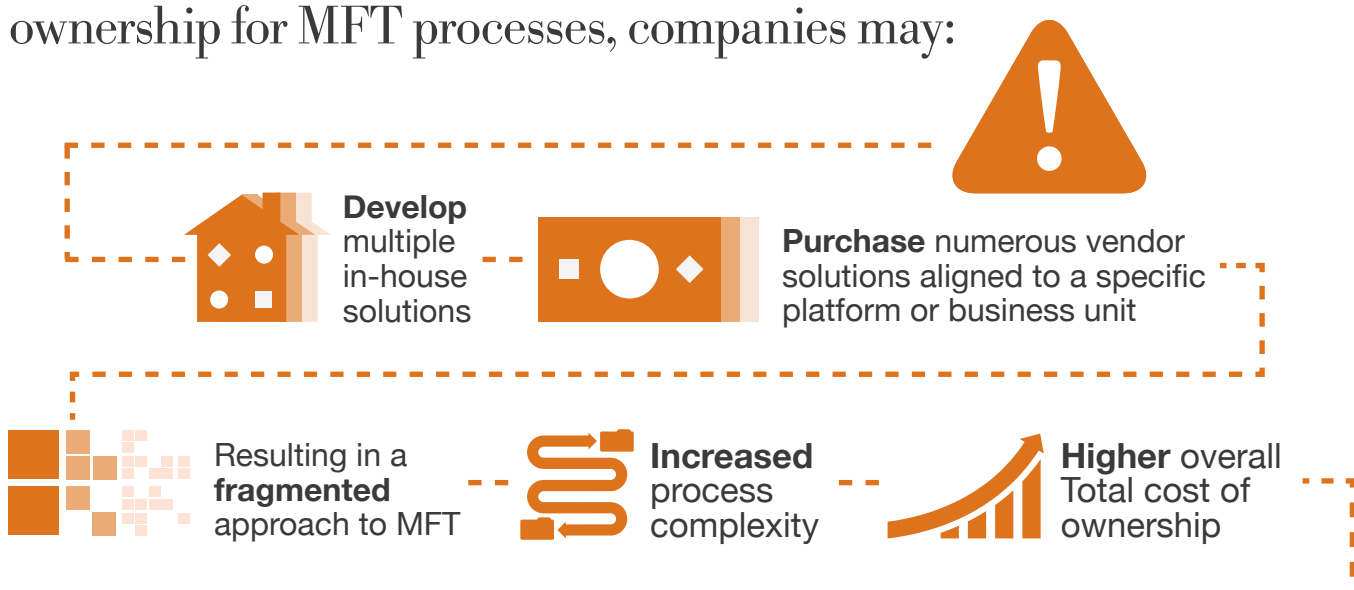 ownership for MFT processes, companies may:
Develop
multiple
in-house
solutions
Purchase numerous vendor
solutions aligned to a specific
platform or business unit
Resulting in a
fragmented
approach to MFT
Increased
process
complexity
Higher overall
Total cost of
ownership